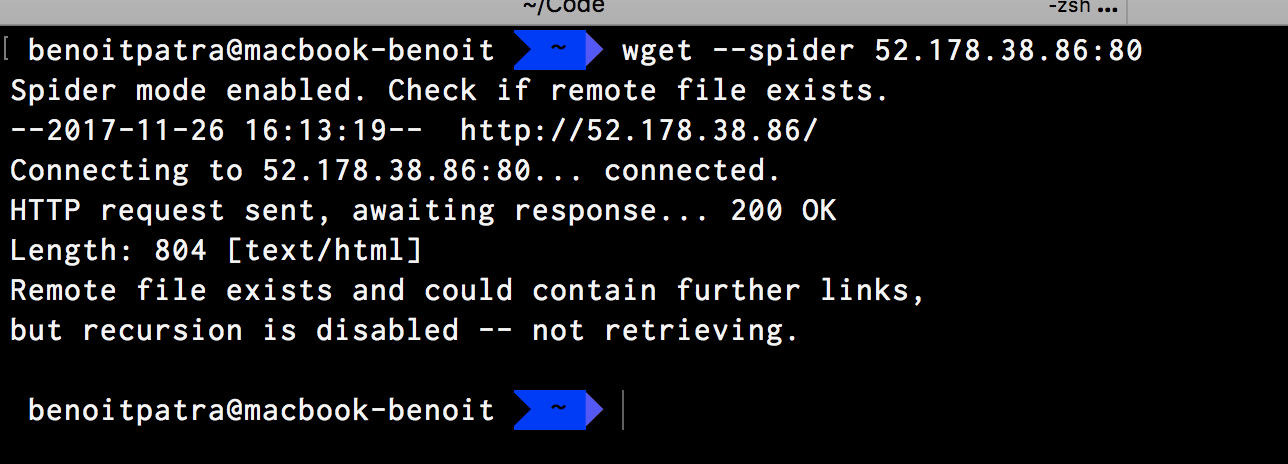 ~/Code
-zsh ...
[ benoitpatra@macbook-benoit ~ wget --spider 52.178.38.86:80
Spider mode enabled. Check if remote file exists.
--2017-11-26 16:13:19--  http://52.178.38.86/
Connecting to 52.178.38.86:80... connected.
HTTP request sent, awaiting response... 200 OK
Length: 804 [text/html]
Remote file exists and could contain further links,
but recursion is disabled -- not retrieving.
benoitpatra@macbook-benoit ~